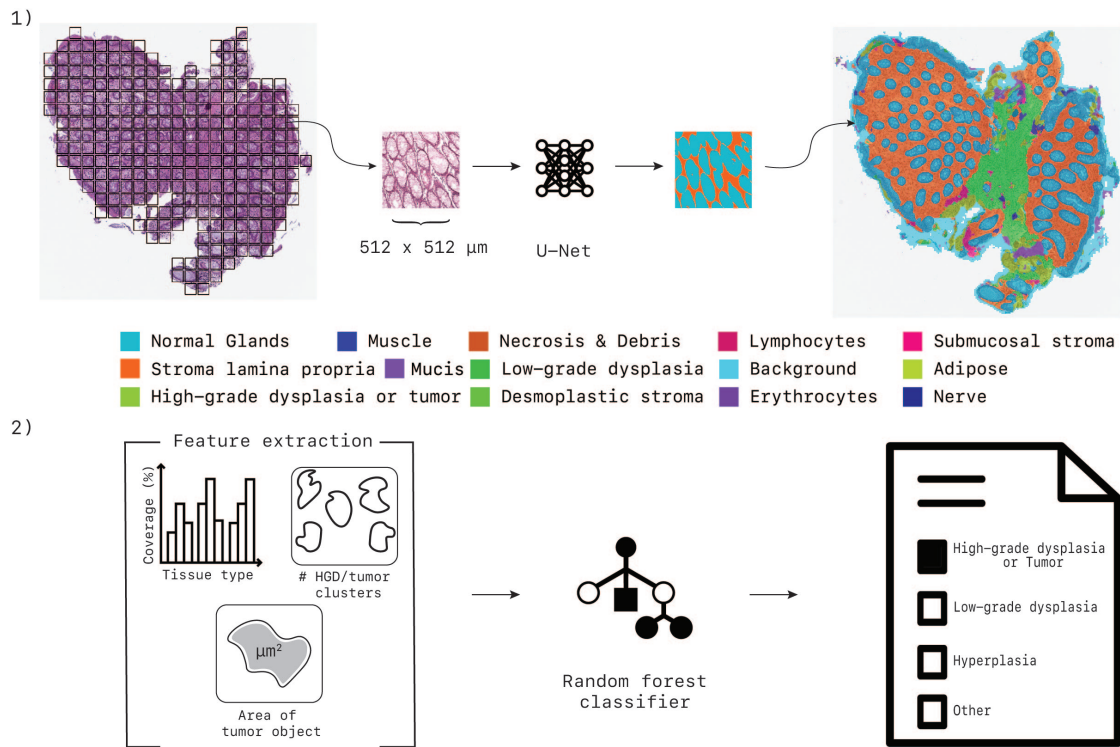 1)
512 x 512 μm
U-Net
Normal Glands
Muscle
Necrosis & Debris
Lymphocytes
Submucosal stroma
Stroma lamina propria
Mucis
Low-grade dysplasia
Background
Adipose
High-grade dysplasia or tumor
Desmoplastic stroma
Erythrocytes
Nerve
2)
Feature extraction
Coverage (%)
Tissue type
# HGD/tumor
clusters
μm²
Area of
tumor object
Random forest
classifier
High-grade dysplasia
or Tumor
Low-grade dysplasia
Hyperplasia
Other